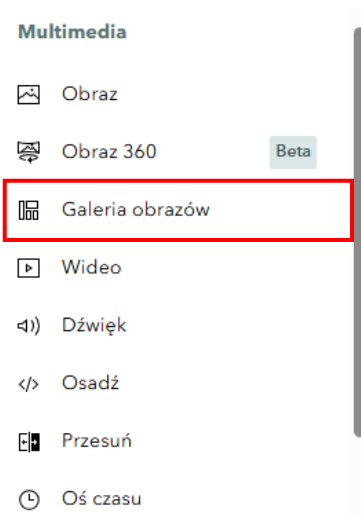 Multimedia
Obraz
Obraz 360 Beta
Galeria obrazów
Wideo
Dźwięk
Osadź
Przesuń
Oś czasu